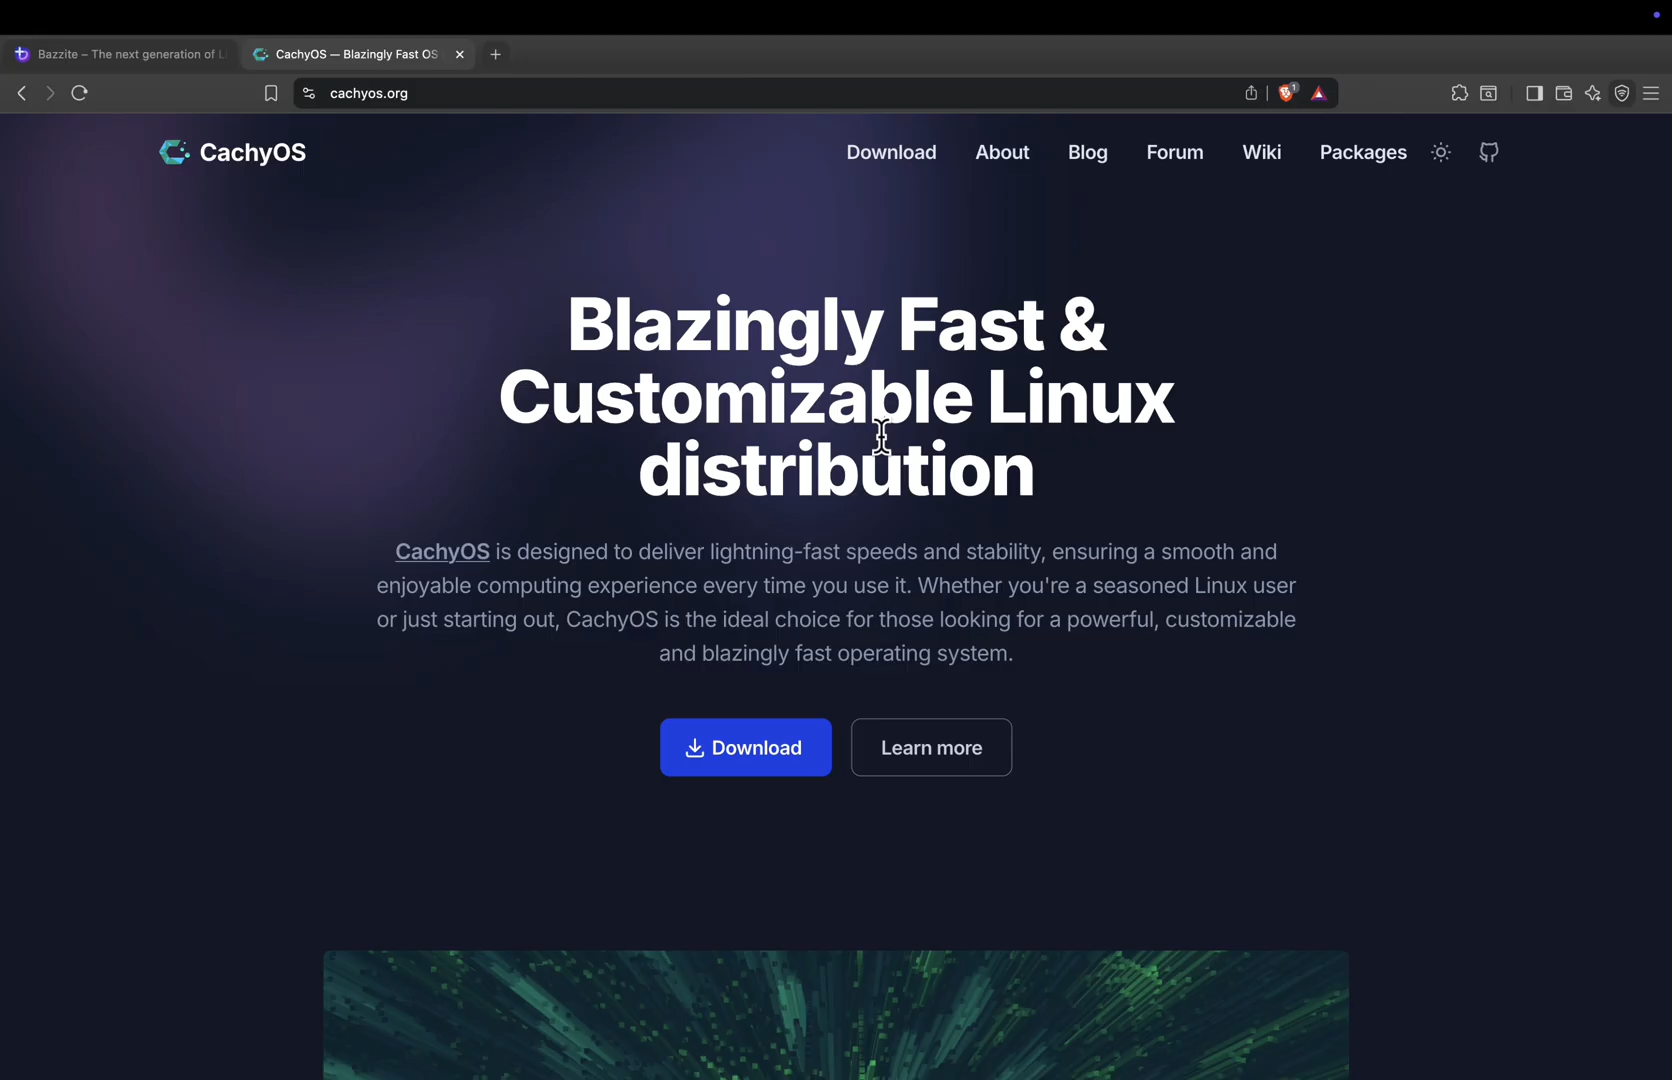 Bazzite – The next generation of L
CachyOS — Blazingly Fast OS
cachyos.org
1
CachyOS
Download
About
Blog
Forum
Wiki
Packages
Blazingly Fast &
Customizable Linux
distribution
CachyOS is designed to deliver lightning-fast speeds and stability, ensuring a smooth and
enjoyable computing experience every time you use it. Whether you're a seasoned Linux user
or just starting out, CachyOS is the ideal choice for those looking for a powerful, customizable
and blazingly fast operating system.
Download
Learn more